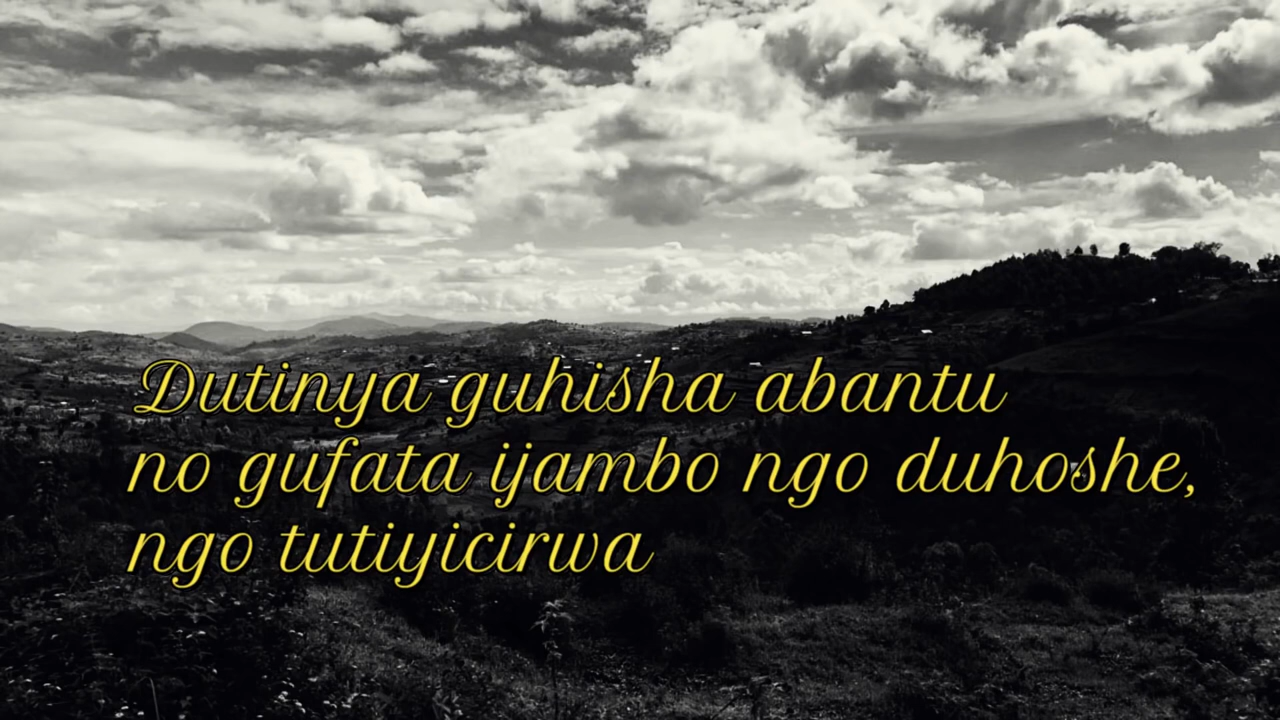 Dutinya guhisha abantu
no gufata ijambo ngo duhoshe,
ngo tutiyicirwa